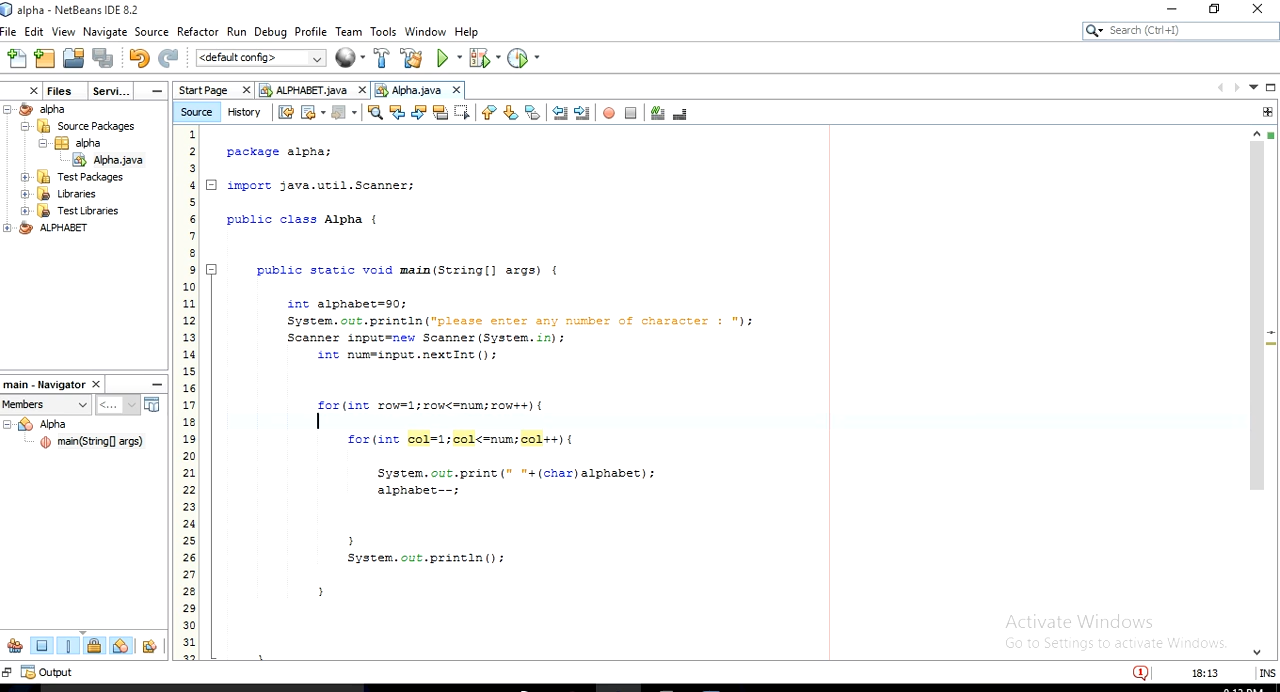 alpha - NetBeans IDE 8.2
File Edit View Navigate Source Refactor Run Debug Profile Team Tools Window Help
Search (Ctrl+I)
<default config>
Files Servi...
Start Page ALPHABET.java Alpha.java
Source History
alpha
Source Packages
alpha
Alpha.java
Test Packages
Libraries
Test Libraries
ALPHABET
main - Navigator
Members <...
Alpha
main(String[] args)
1
2 package alpha;
3
4 import java.util.Scanner;
5
6 public class Alpha {
7
8
9 public static void main(String[] args) {
10
11 int alphabet=90;
12 System.out.println("please enter any number of character : ");
13 Scanner input=new Scanner(System.in);
14 int num=input.nextInt();
15
16
17 for(int row=1;row<=num;row++){
18
19 for(int col=1;col<=num;col++){
20
21 System.out.print(" "+(char)alphabet);
22 alphabet--;
23
24
25 }
26 System.out.println();
27
28 }
29
30
31
32 }
Activate Windows
Go to Settings to activate Windows.
Output
1 18:13 INS